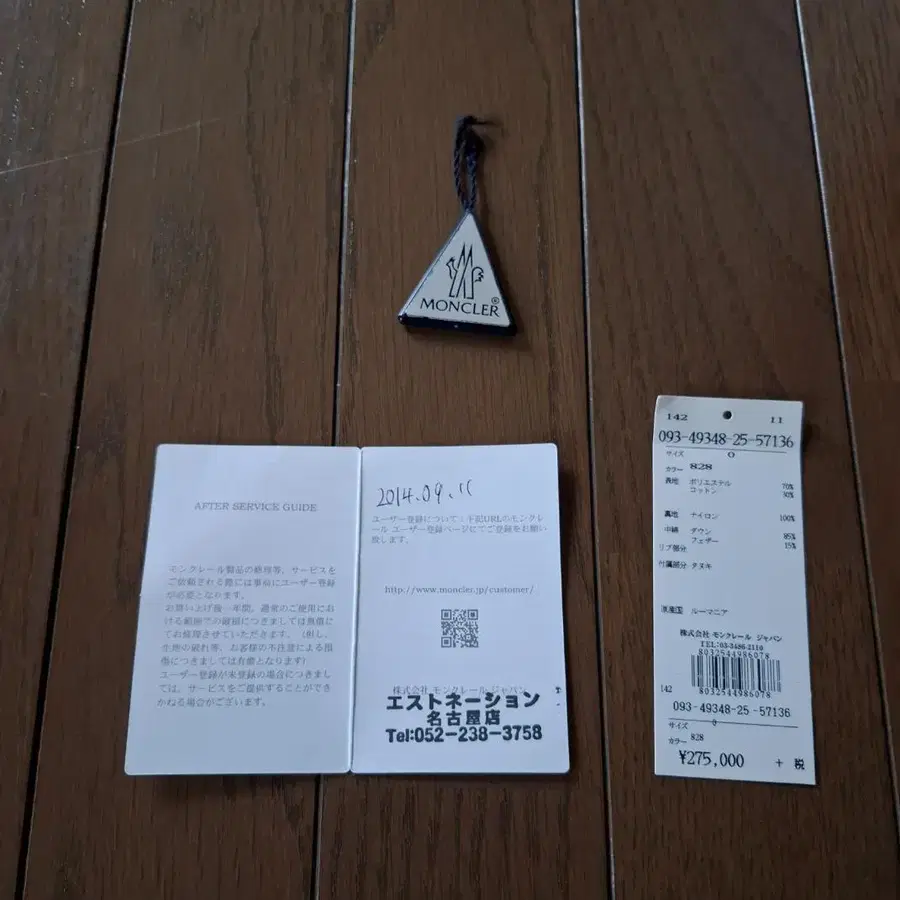 MONCLER®
AFTER SERVICE GUIDE
モンクレール製品の修理等、サービスを
ご依頼される際には事前にユーザー登録
が必要となります。
お買い上げ後一年間、通常のご使用にお
ける範囲での破損につきましては無償に
てお修理させていただきます。(但し、
生地の破れ等、お客様の不注意による損
傷につきましては有償となります)
ユーザー登録が未登録の場合につきまし
ては、サービスをご提供することができ
かねる場合がございます。
2014.09.11
ユーザー登録について:下記URLのモンクレ
ール ユーザー登録ページにてご登録をお願い
致します。
http://www.moncler.jp/customer/
株式会社 モンクレール ジャパン
エストネーション
名古屋店
Tel:052-238-3758
142 11
093-49348-25-57136
サイズ 0
カラー 828
表地 ポリエステル 70%
コットン 30%
裏地 ナイロン 100%
中綿 ダウン 85%
フェザー 15%
リブ部分
付属部分 タヌキ
原産国 ルーマニア
株式会社 モンクレール ジャパン
TEL:03-3486-2110
8032544986078
8032544986078
142
093-49348-25-57136
サイズ 0
カラー 828
¥275,000 + 税